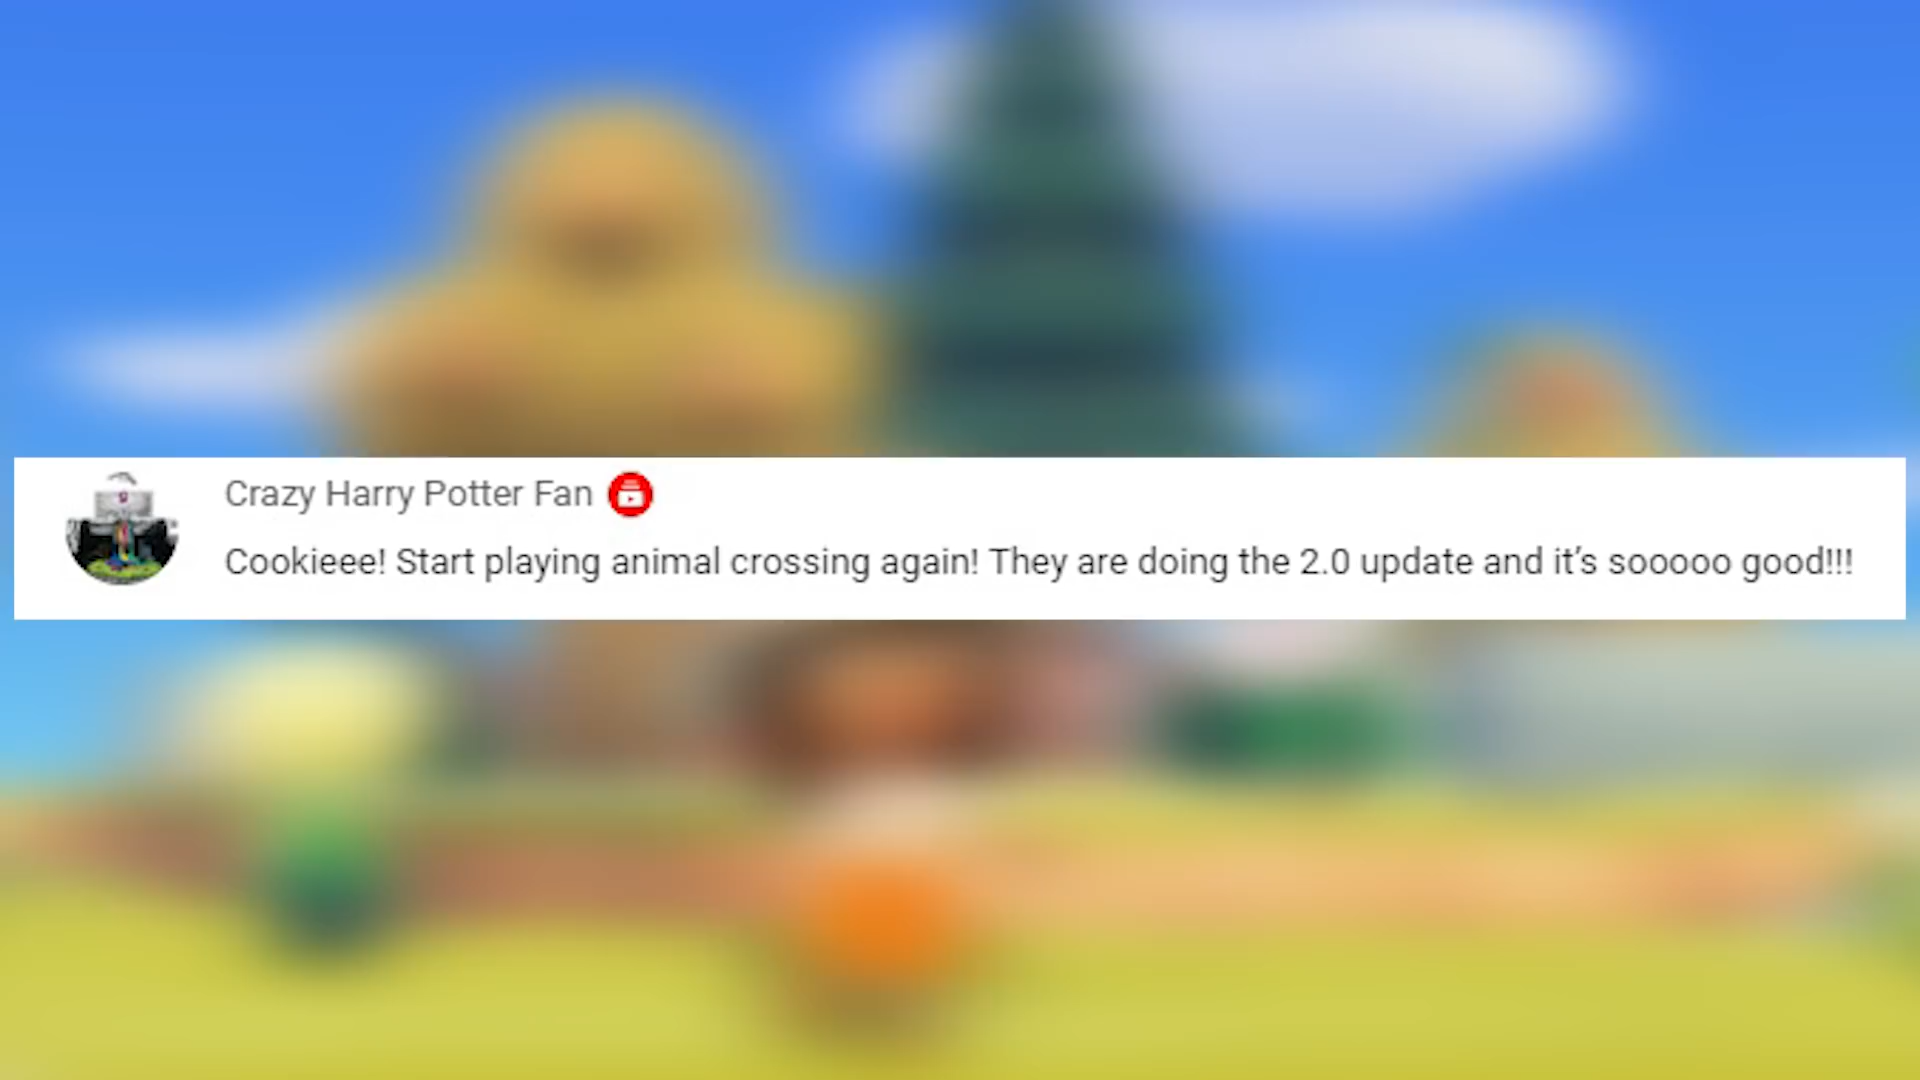 Crazy Harry Potter Fan
Cookieee! Start playing animal crossing again! They are doing the 2.0 update and it’s sooooo good!!!